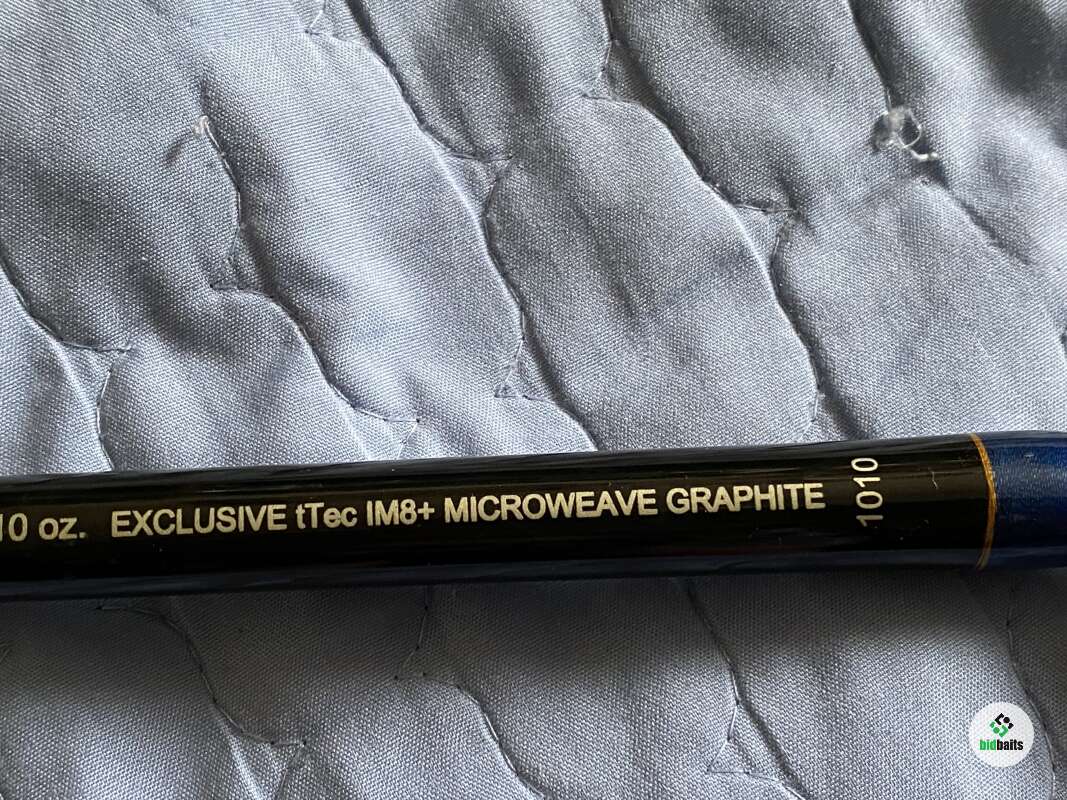 10 oz. EXCLUSIVE tTec IM8+ MICROWEAVE GRAPHITE
1010
bidbaits